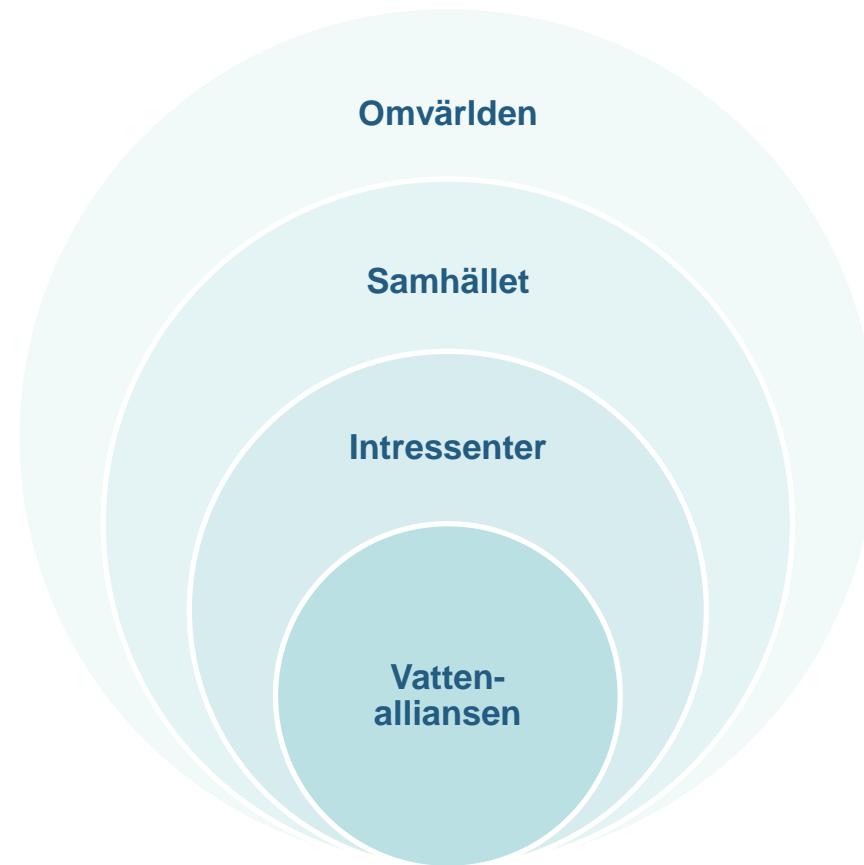 Omvärlden
Samhället
Intressenter
Vatten-
alliansen